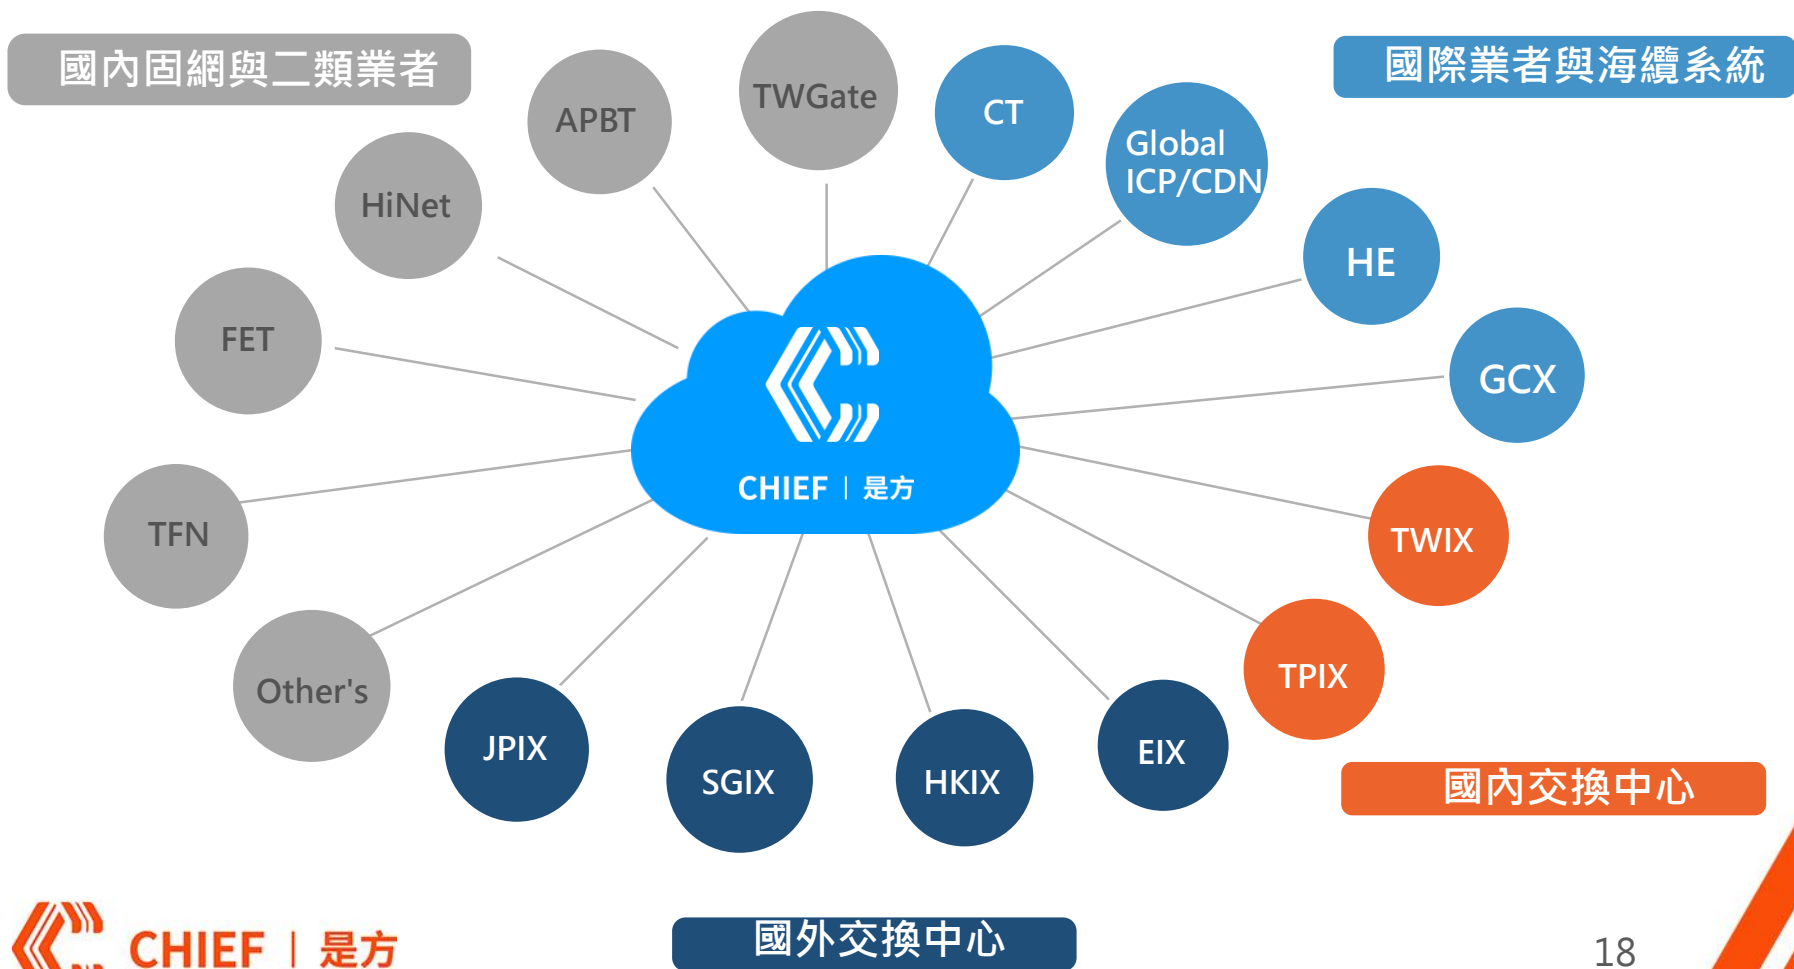 國內固網與二類業者
國際業者與海纜系統
TWGate
APBT
CT
Global
ICP/CDN
HiNet
HE
FET
GCX
CHIEF | 是方
TFN
TWIX
Other's
TPIX
JPIX
SGIX
HKIX
EIX
國內交換中心
國外交換中心
CHIEF | 是方
18